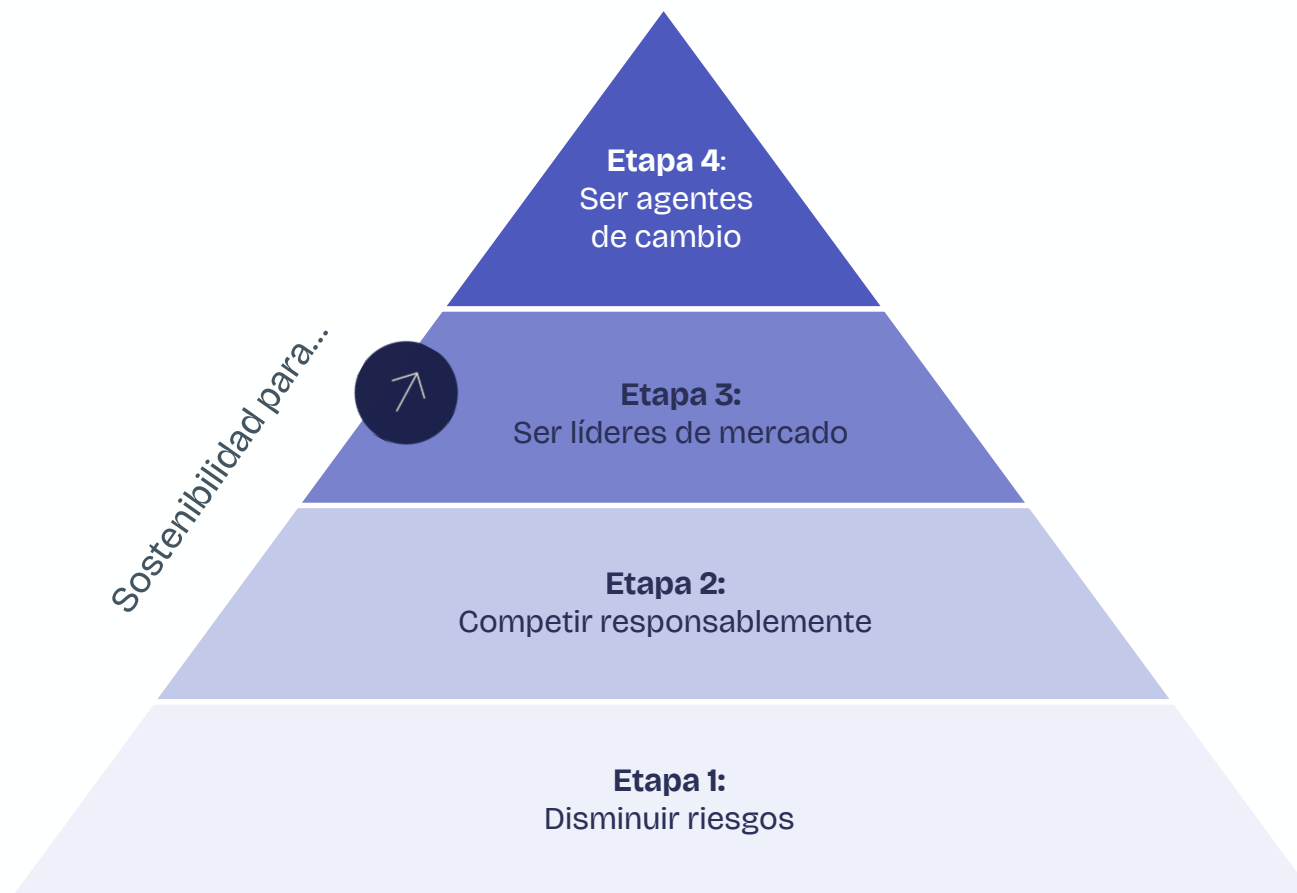 Etapa 4:
Ser agentes
de cambio
Sostenibilidad para...
Etapa 3:
Ser líderes de mercado
Etapa 2:
Competir responsablemente
Etapa 1:
Disminuir riesgos